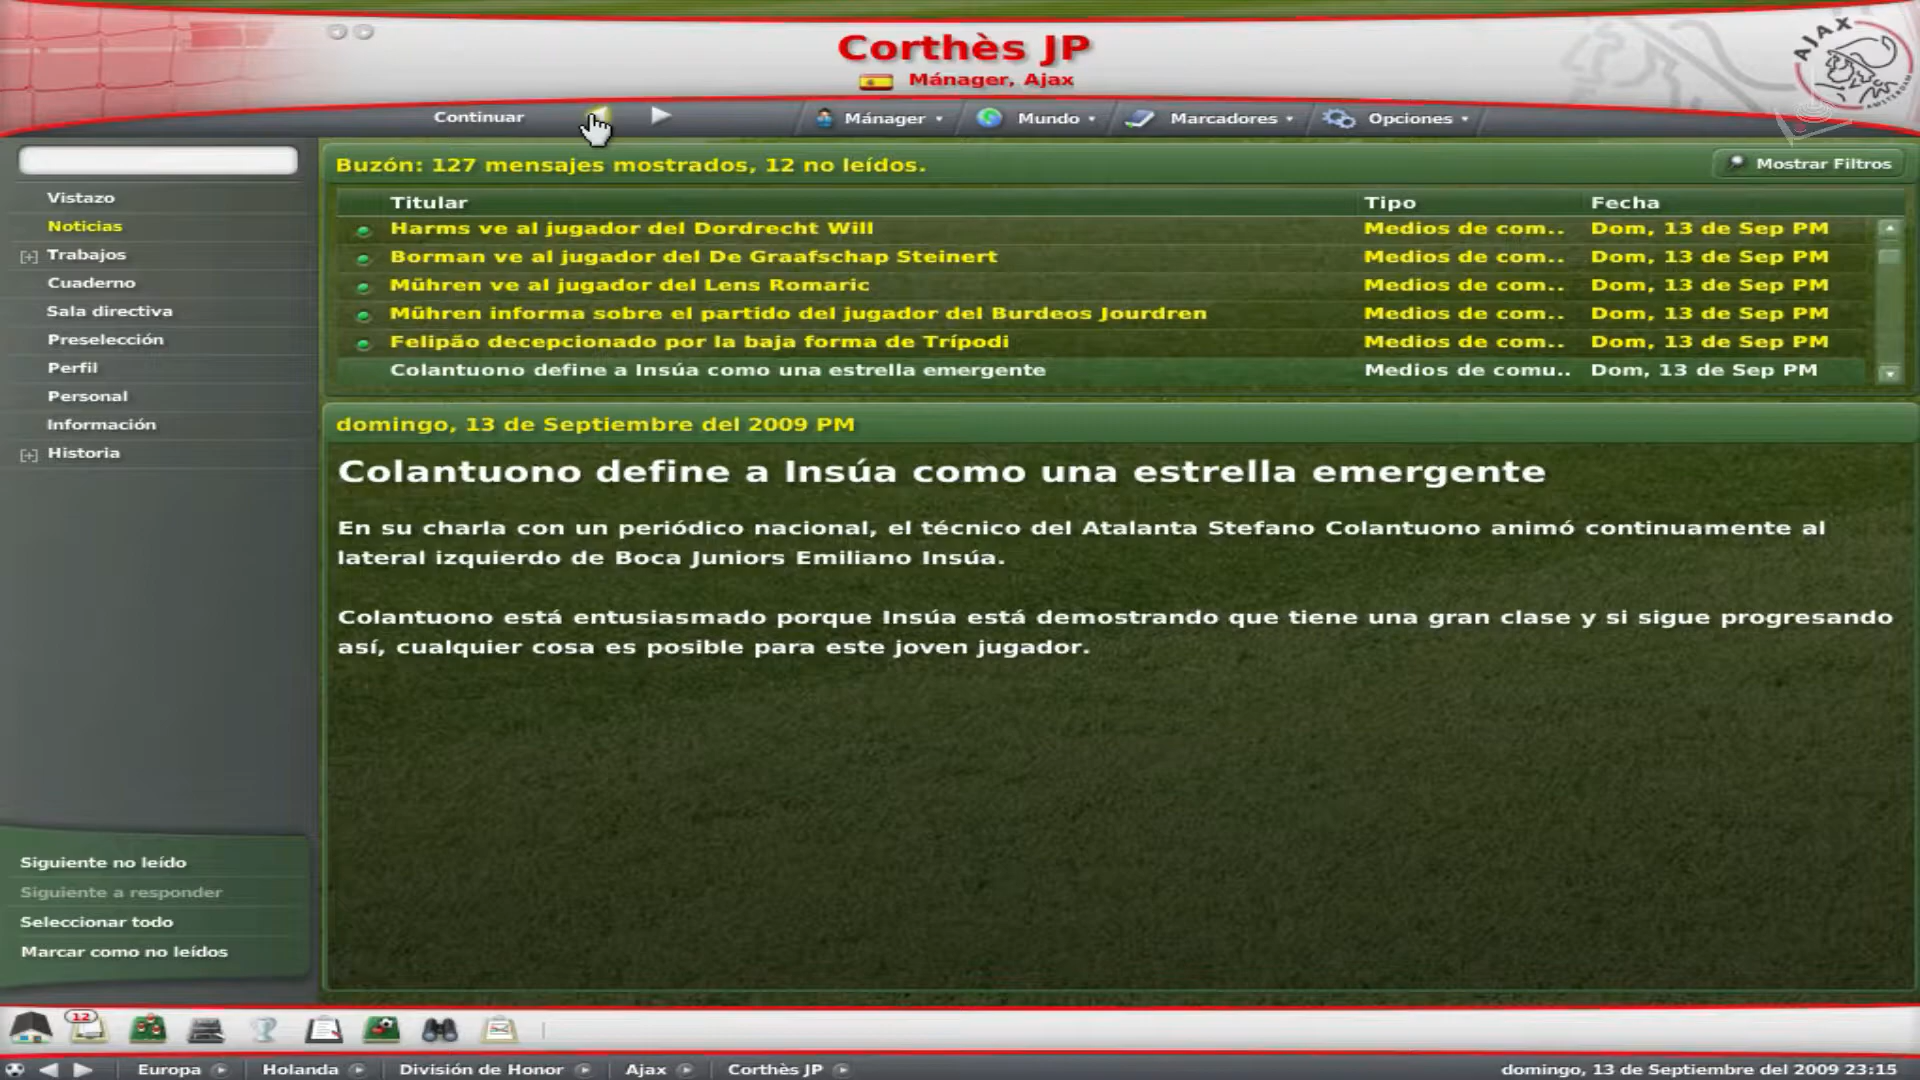 Corthès JP
Mánager, Ajax
AJAX
AMSTERDAM
Continuar
Mánager
Mundo
Marcadores
Opciones
Vistazo
Noticias
[+] Trabajos
Cuaderno
Sala directiva
Preselección
Perfil
Personal
Información
[+] Historia
Buzón: 127 mensajes mostrados, 12 no leídos.
Mostrar Filtros
Titular Tipo Fecha
Harms ve al jugador del Dordrecht Will Medios de com.. Dom, 13 de Sep PM
Borman ve al jugador del De Graafschap Steinert Medios de com.. Dom, 13 de Sep PM
Mühren ve al jugador del Lens Romaric Medios de com.. Dom, 13 de Sep PM
Mühren informa sobre el partido del jugador del Burdeos Jourdren Medios de com.. Dom, 13 de Sep PM
Felipão decepcionado por la baja forma de Trípodi Medios de com.. Dom, 13 de Sep PM
Colantuono define a Insúa como una estrella emergente Medios de comu.. Dom, 13 de Sep PM
domingo, 13 de Septiembre del 2009 PM
Colantuono define a Insúa como una estrella emergente
En su charla con un periódico nacional, el técnico del Atalanta Stefano Colantuono animó continuamente al
lateral izquierdo de Boca Juniors Emiliano Insúa.
Colantuono está entusiasmado porque Insúa está demostrando que tiene una gran clase y si sigue progresando
así, cualquier cosa es posible para este joven jugador.
Siguiente no leído
Siguiente a responder
Seleccionar todo
Marcar como no leídos
12
Europa
Holanda
División de Honor
Ajax
Corthès JP
domingo, 13 de Septiembre del 2009 23:15